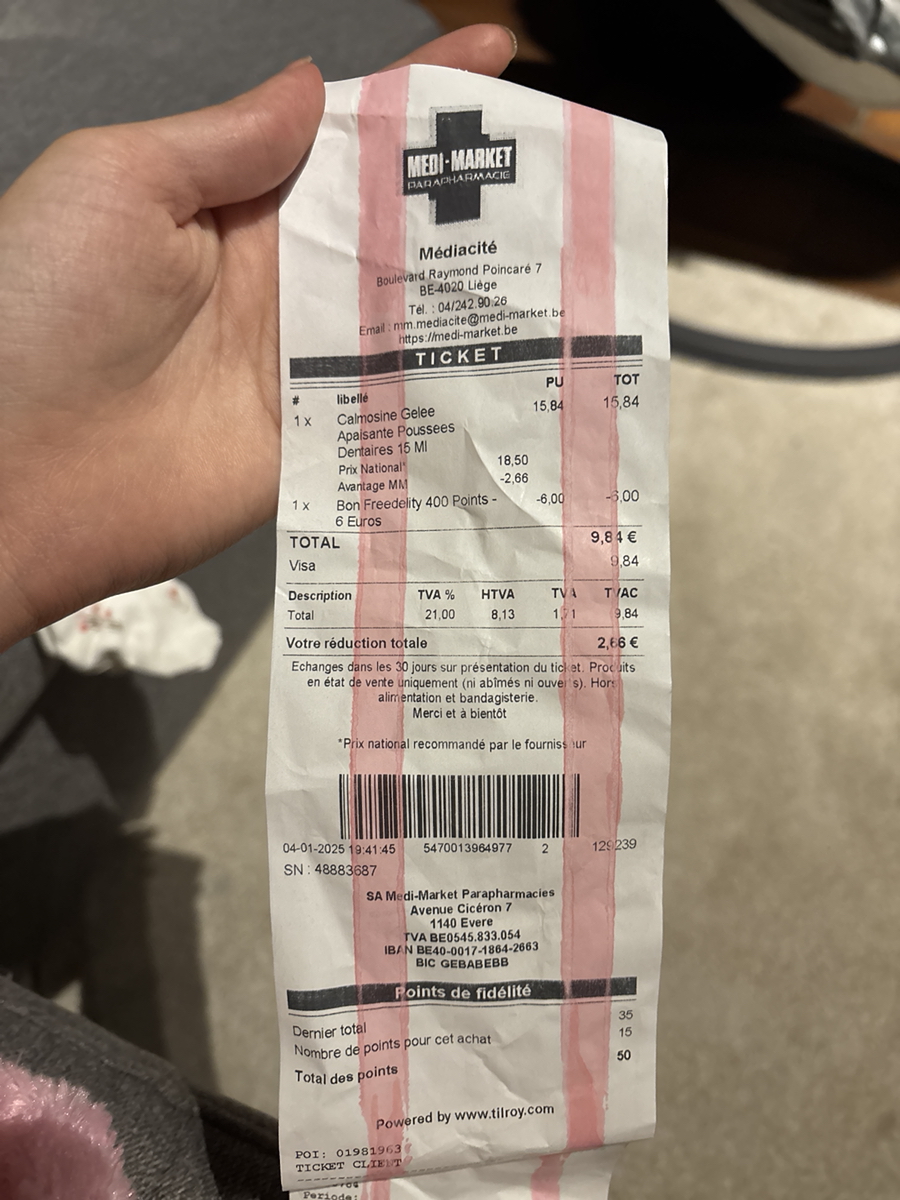 MEDI-MARKET
PARAPHARMACIE
Médiacité
Boulevard Raymond Poincaré 7
BE-4020 Liège
Tél. : 04/242.90.26
Email : mm.mediacite@medi-market.be
https://medi-market.be
TICKET
# libellé PU TOT
1 x Calmosine Gelee 15,84 15,84
Apaisante Poussees
Dentaires 15 Ml
Prix National* 18,50
Avantage MM -2,66
1 x Bon Freedelity 400 Points - -6,00 -6,00
6 Euros
TOTAL 9,84 €
Visa 9,84
Description TVA % HTVA TVA TVAC
Total 21,00 8,13 1,71 9,84
Votre réduction totale 2,66 €
Echanges dans les 30 jours sur présentation du ticket. Produits
en état de vente uniquement (ni abîmés ni ouverts). Hors
alimentation et bandagisterie.
Merci et à bientôt
*Prix national recommandé par le fournisseur
04-01-2025 19:41:45 5470013964977 2 129239
SN : 48883687
SA Medi-Market Parapharmacies
Avenue Cicéron 7
1140 Evere
TVA BE0545.833.054
IBAN BE40-0017-1864-2663
BIC GEBABEBB
Points de fidélité
Dernier total 35
Nombre de points pour cet achat 15
Total des points 50
Powered by www.tilroy.com
POI: 01981963
TICKET CLIENT
Periode: